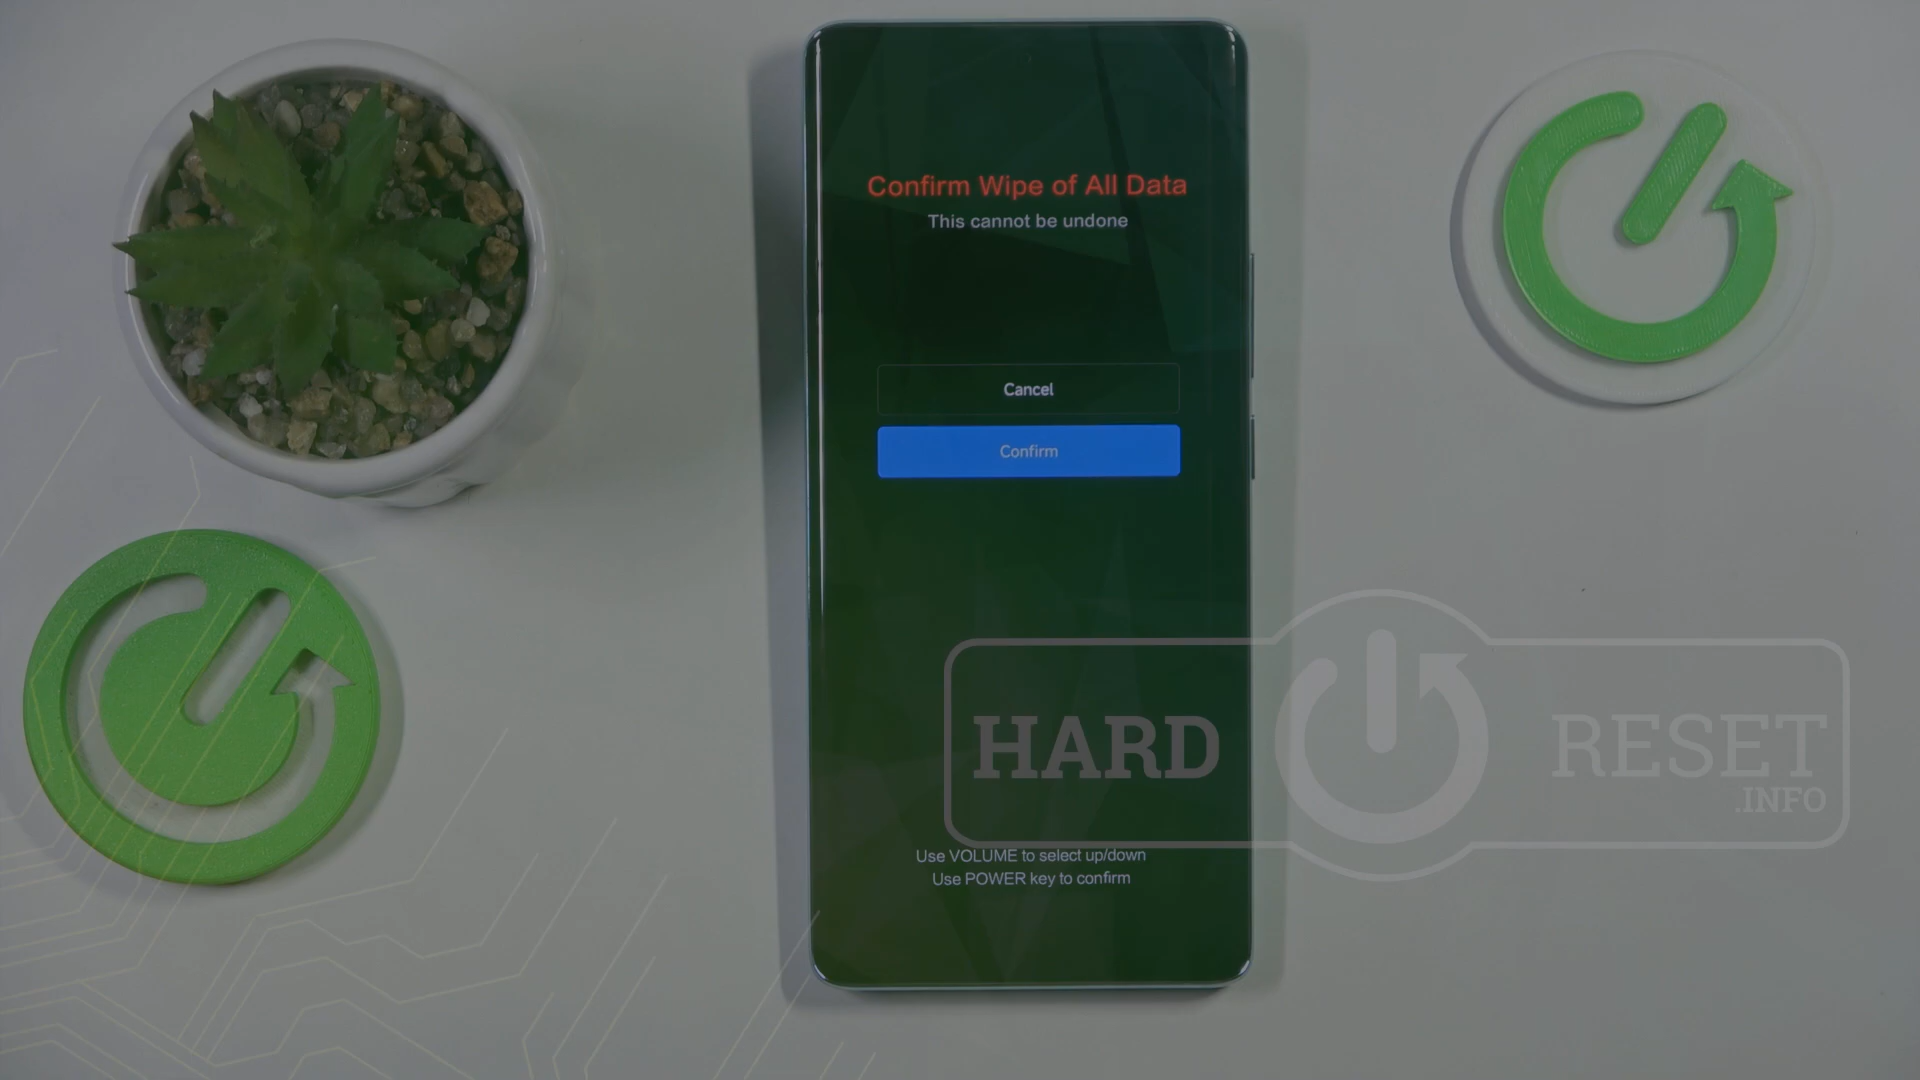 Confirm Wipe of All Data
This cannot be undone
Cancel
Confirm
HARD RESET
.INFO
Use VOLUME to select up/down
Use POWER key to confirm